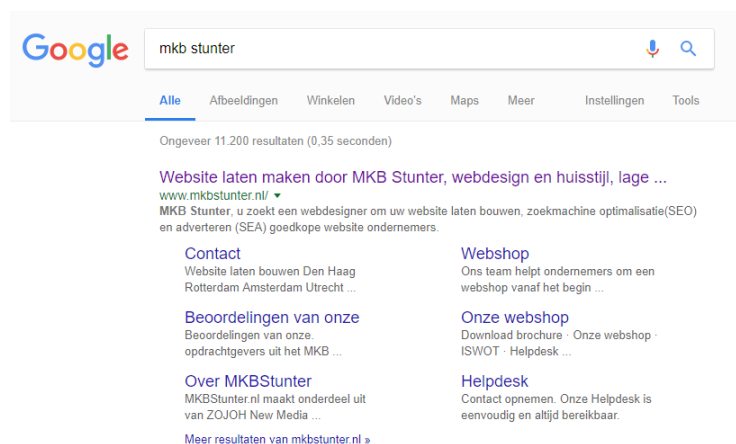 Google
mkb stunter
Alle Afbeeldingen Winkelen Video's Maps Meer Instellingen Tools
Ongeveer 11.200 resultaten (0,35 seconden)
Website laten maken door MKB Stunter, webdesign en huisstijl, lage ...
www.mkbstunter.nl/
MKB Stunter, u zoekt een webdesigner om uw website laten bouwen, zoekmachine optimalisatie(SEO)
en adverteren (SEA) goedkope website ondernemers.
Contact
Website laten bouwen Den Haag
Rotterdam Amsterdam Utrecht ...
Webshop
Ons team helpt ondernemers om een
webshop vanaf het begin ...
Beoordelingen van onze
Beoordelingen van onze.
opdrachtgevers uit het MKB ...
Onze webshop
Download brochure · Onze webshop ·
ISWOT · Helpdesk ...
Over MKBStunter
MKBStunter.nl maakt onderdeel uit
van ZOJOH New Media ...
Helpdesk
Contact opnemen. Onze Helpdesk is
eenvoudig en altijd bereikbaar.
Meer resultaten van mkbstunter.nl »